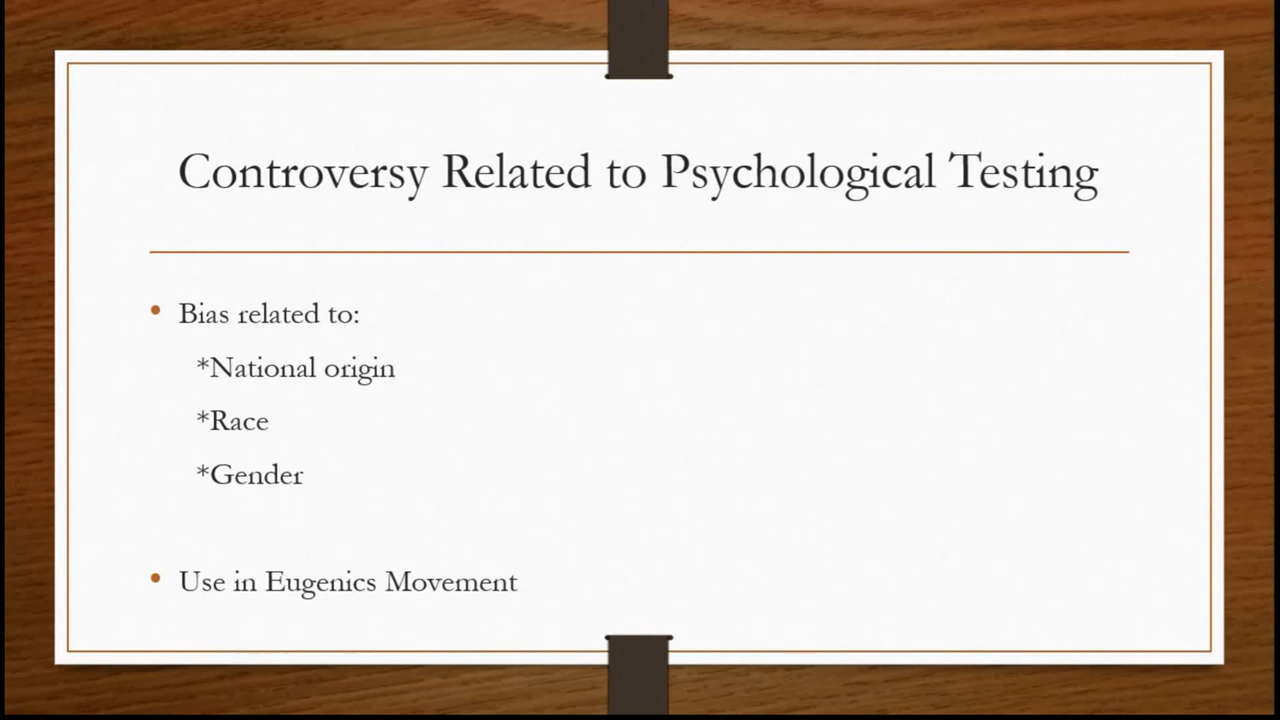 Controversy Related to Psychological Testing
• Bias related to:
*National origin
*Race
*Gender
• Use in Eugenics Movement